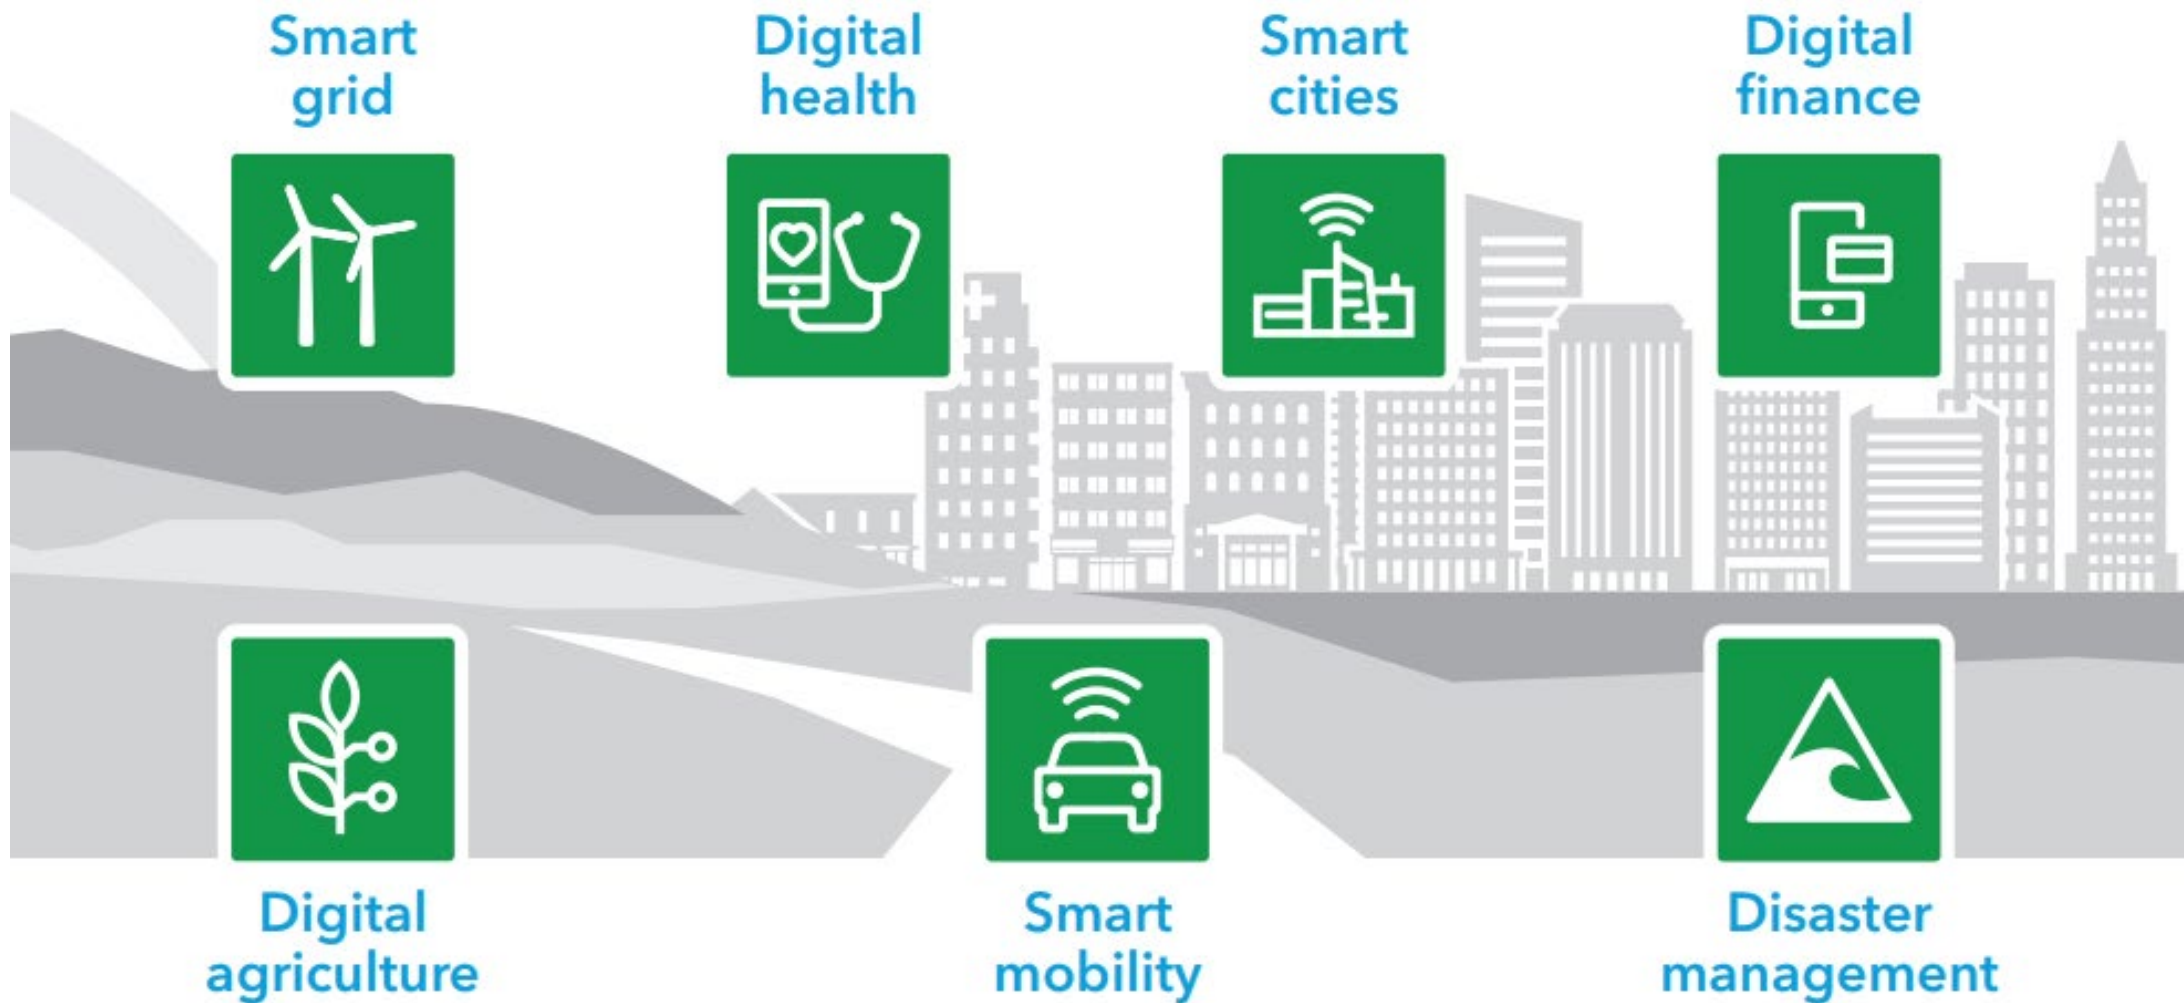 Smart
grid
Digital
health
Smart
cities
Digital
finance
Digital
agriculture
Smart
mobility
Disaster
management